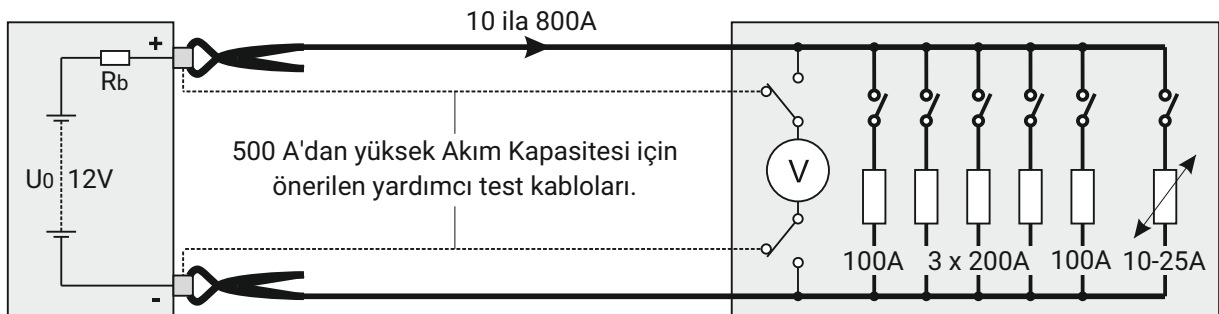 10 ila 800A
+
Rb
U0 12V
-
500 A'dan yüksek Akım Kapasitesi için
önerilen yardımcı test kabloları.
V
100A 3 x 200A 100A 10-25A